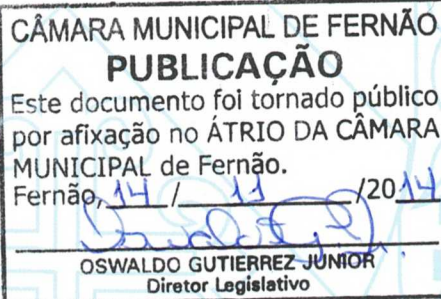 CÂMARA MUNICIPAL DE FERNÃO
PUBLICAÇÃO
Este documento foi tornado público
por afixação no ÁTRIO DA CÂMARA
MUNICIPAL de Fernão.
Fernão, 14 / 11 /2014
OSWALDO GUTIERREZ JÚNIOR
Diretor Legislativo